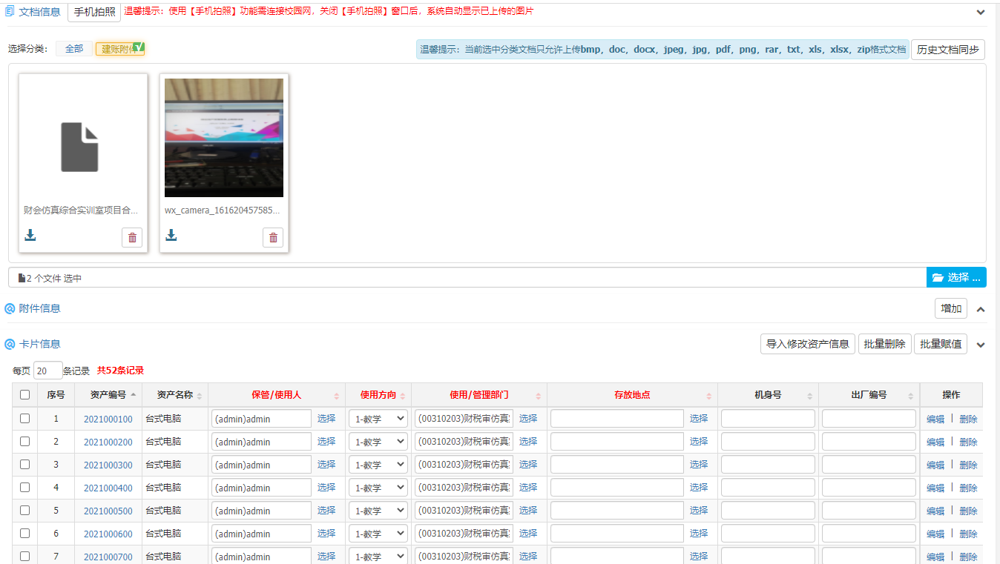 文档信息 手机拍照 温馨提示：使用【手机拍照】功能需连接校园网，关闭【手机拍照】窗口后，系统自动显示已上传的图片
选择分类： 全部 建账附件 温馨提示：当前选中分类文档只允许上传bmp，doc，docx，jpeg，jpg，pdf，png，rar，txt，xls，xlsx，zip格式文档 历史文档同步
财会仿真综合实训室项目合... wx_camera_161620457585...
2 个文件 选中 选择 ...
附件信息 增加
卡片信息 导入修改资产信息 批量删除 批量赋值
每页 20 条记录 共52条记录
序号 资产编号 资产名称 保管/使用人 使用方向 使用/管理部门 存放地点 机身号 出厂编号 操作
1 2021000100 台式电脑 (admin)admin 选择 1-教学 (00310203)财税审仿真 选择 选择 编辑 | 删除
2 2021000200 台式电脑 (admin)admin 选择 1-教学 (00310203)财税审仿真 选择 选择 编辑 | 删除
3 2021000300 台式电脑 (admin)admin 选择 1-教学 (00310203)财税审仿真 选择 选择 编辑 | 删除
4 2021000400 台式电脑 (admin)admin 选择 1-教学 (00310203)财税审仿真 选择 选择 编辑 | 删除
5 2021000500 台式电脑 (admin)admin 选择 1-教学 (00310203)财税审仿真 选择 选择 编辑 | 删除
6 2021000600 台式电脑 (admin)admin 选择 1-教学 (00310203)财税审仿真 选择 选择 编辑 | 删除
7 2021000700 台式电脑 (admin)admin 选择 1-教学 (00310203)财税审仿真 选择 选择 编辑 | 删除